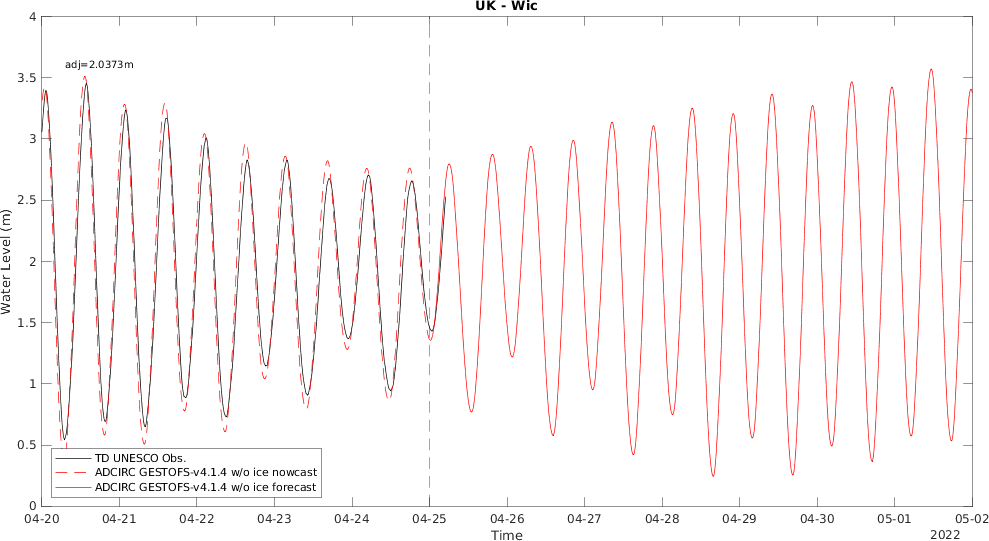 UK - Wic
adj=2.0373m
Water Level (m)
4
3.5
3
2.5
2
1.5
1
0.5
0
TD UNESCO Obs.
ADCIRC GESTOFS-v4.1.4 w/o ice nowcast
ADCIRC GESTOFS-v4.1.4 w/o ice forecast
04-20 04-21 04-22 04-23 04-24 04-25 04-26 04-27 04-28 04-29 04-30 05-01 05-02
Time
2022